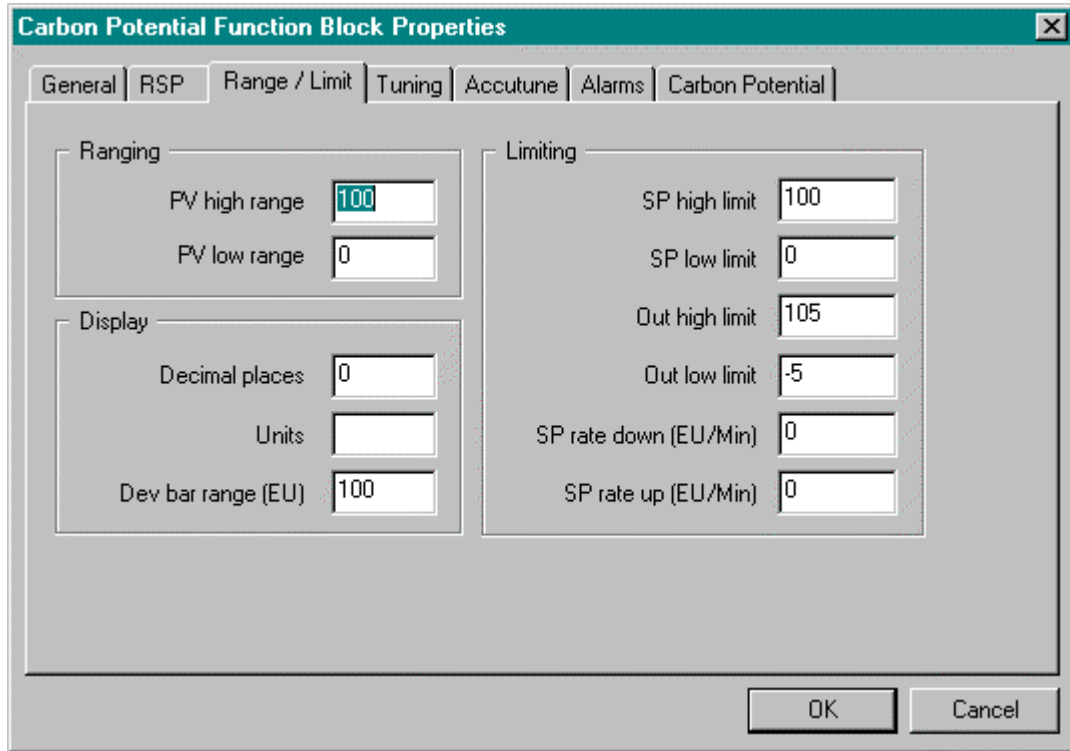 Carbon Potential Function Block Properties
General RSP Range / Limit Tuning Accutune Alarms Carbon Potential
Ranging
PV high range 100
PV low range 0
Display
Decimal places 0
Units
Dev bar range (EU) 100
Limiting
SP high limit 100
SP low limit 0
Out high limit 105
Out low limit -5
SP rate down (EU/Min) 0
SP rate up (EU/Min) 0
OK Cancel